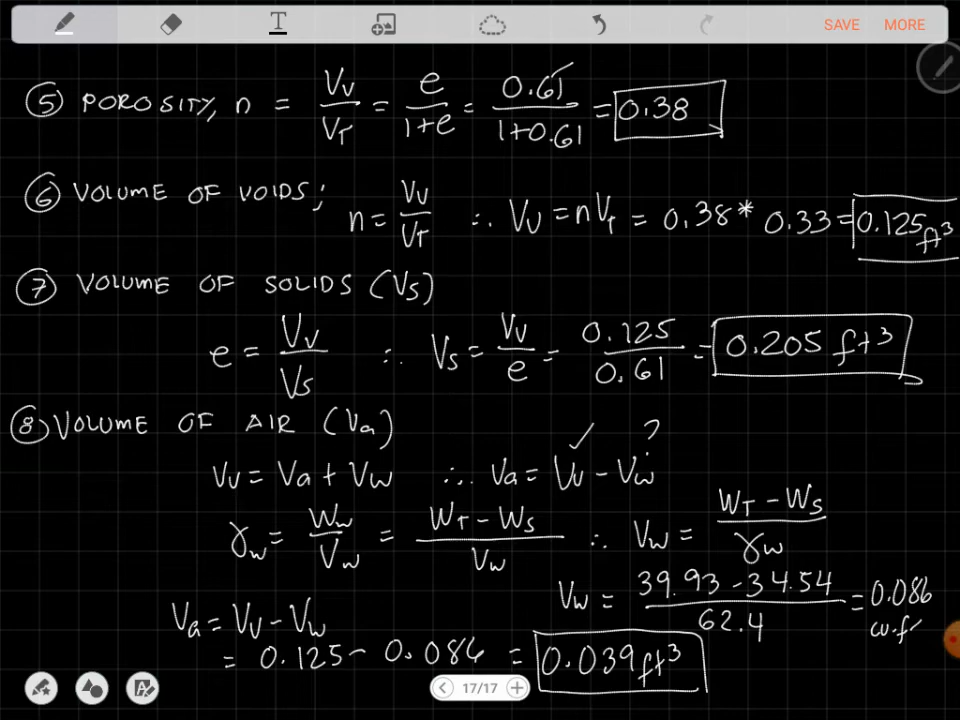 T
SAVE MORE
⑤ POROSITY, n = Vv/VT = e/1+e = 0.61/1+0.61 = 0.38
⑥ VOLUME OF VOIDS;
n = Vv/VT ∴ Vv = nVT = 0.38 * 0.33 = 0.125 ft³
⑦ VOLUME OF SOLIDS (Vs)
e = Vv/Vs ∴ Vs = Vv/e = 0.125/0.61 = 0.205 ft³
⑧ VOLUME OF AIR (Va)
✓ ?
Vv = Va + Vw ∴ Va = Vv - Vw
γw = Ww/Vw = WT - Ws/Vw ∴ Vw = WT - Ws/γw
Vw = 39.93 - 34.54/62.4 = 0.086 cu.ft
Va = Vv - Vw
= 0.125 - 0.086 = 0.039 ft³
17/17